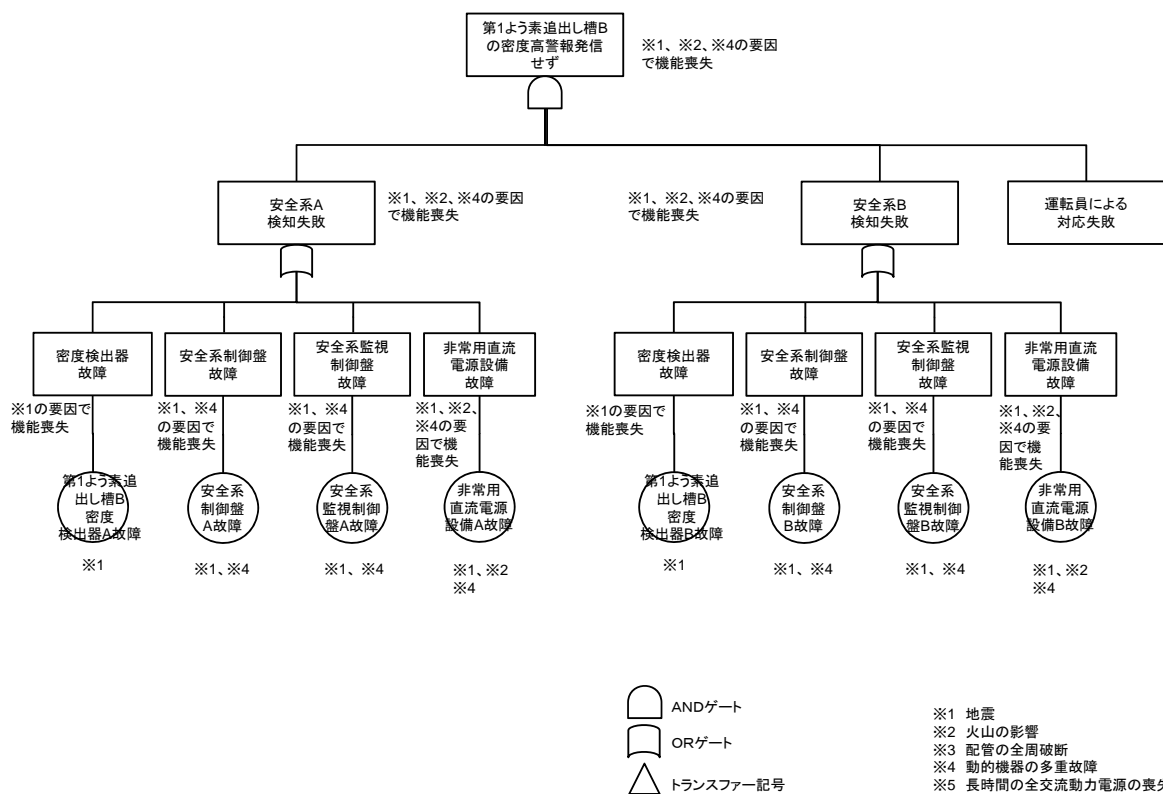 第1よう素追出し槽B
の密度高警報発信
せず
※1、※2、※4の要因
で機能喪失
安全系A
検知失敗
※1、※2、※4の要因
で機能喪失
※1、※2、※4の要因
で機能喪失
安全系B
検知失敗
運転員による
対応失敗
密度検出器
故障
安全系制御盤
故障
安全系監視
制御盤
故障
非常用直流
電源設備
故障
密度検出器
故障
安全系制御盤
故障
安全系監視
制御盤
故障
非常用直流
電源設備
故障
※1の要因で
機能喪失
※1、※4
の要因で
機能喪失
※1、※4
の要因で
機能喪失
※1、※2、
※4の要
因で機
能喪失
※1の要因で
機能喪失
※1、※4
の要因で
機能喪失
※1、※4
の要因で
機能喪失
※1、※2、
※4の要
因で機
能喪失
第1よう素追
出し槽B
密度
検出器A故障
安全系
制御盤
A故障
安全系
監視制御
盤A故障
非常用
直流電源
設備A故障
第1よう素追
出し槽B
密度
検出器B故障
安全系
制御盤
B故障
安全系
監視制御
盤B故障
非常用
直流電源
設備B故障
※1
※1、※4
※1、※4
※1、※2
※4
※1
※1、※4
※1、※4
※1、※2
※4
ANDゲート
ORゲート
トランスファー記号
※1 地震
※2 火山の影響
※3 配管の全周破断
※4 動的機器の多重故障
※5 長時間の全交流動力電源の喪失